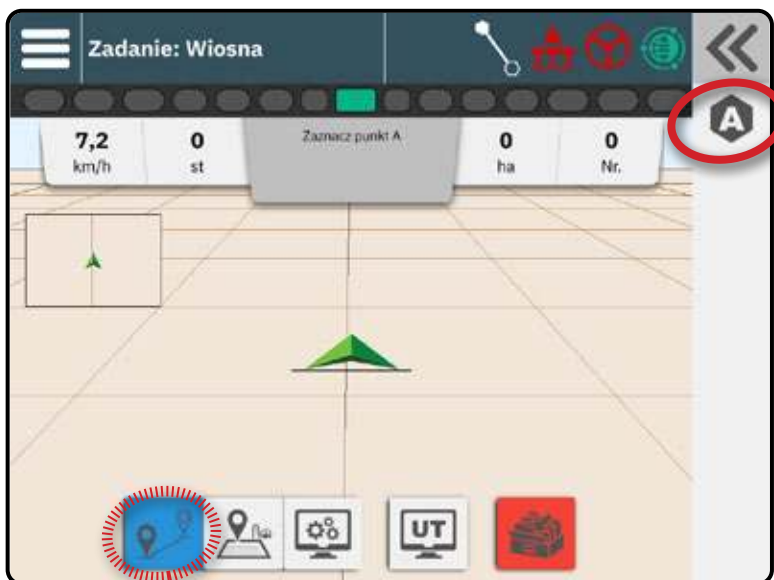 Zadanie: Wiosna
A
7,2
km/h
0
st
Zaznacz punkt A
0
ha
0
Nr.
UT